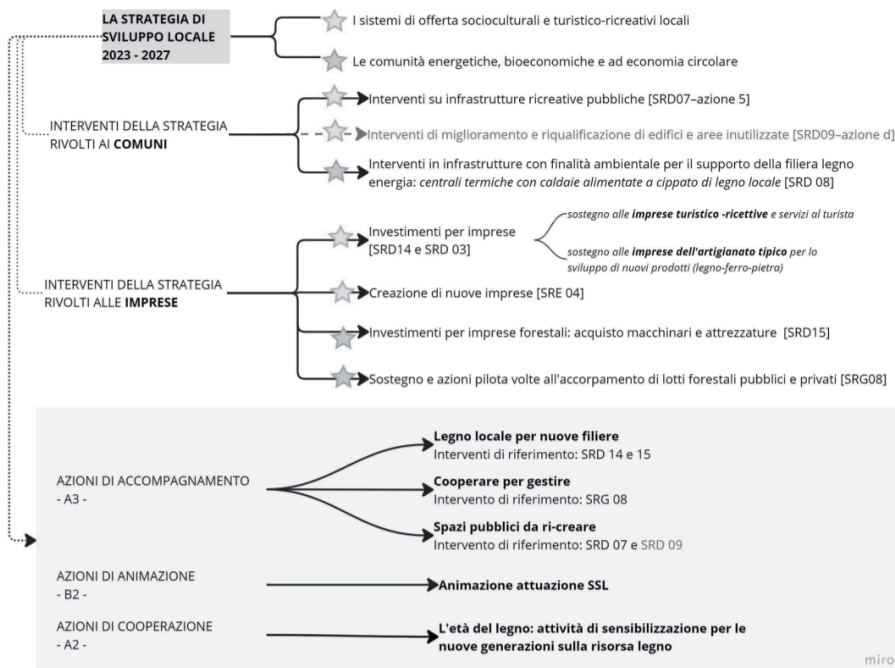 LA STRATEGIA DI
SVILUPPO LOCALE
2023 - 2027
I sistemi di offerta socioculturali e turistico-ricreativi locali
Le comunità energetiche, bioeconomiche e ad economia circolare
INTERVENTI DELLA STRATEGIA
RIVOLTI AI COMUNI
Interventi su infrastrutture ricreative pubbliche [SRD07–azione 5]
Interventi di miglioramento e riqualificazione di edifici e aree inutilizzate [SRD09–azione d]
Interventi in infrastrutture con finalità ambientale per il supporto della filiera legno
energia: centrali termiche con caldaie alimentate a cippato di legno locale [SRD 08]
INTERVENTI DELLA STRATEGIA
RIVOLTI ALLE IMPRESE
Investimenti per imprese
[SRD14 e SRD 03]
sostegno alle imprese turistico -ricettive e servizi al turista
sostegno alle imprese dell'artigianato tipico per lo
sviluppo di nuovi prodotti (legno-ferro-pietra)
Creazione di nuove imprese [SRE 04]
Investimenti per imprese forestali: acquisto macchinari e attrezzature [SRD15]
Sostegno e azioni pilota volte all'accorpamento di lotti forestali pubblici e privati [SRG08]
AZIONI DI ACCOMPAGNAMENTO
- A3 -
Legno locale per nuove filiere
Interventi di riferimento: SRD 14 e 15
Cooperare per gestire
Intervento di riferimento: SRG 08
Spazi pubblici da ri-creare
Intervento di riferimento: SRD 07 e SRD 09
AZIONI DI ANIMAZIONE
- B2 -
Animazione attuazione SSL
AZIONI DI COOPERAZIONE
- A2 -
L'età del legno: attività di sensibilizzazione per le
nuove generazioni sulla risorsa legno
miro